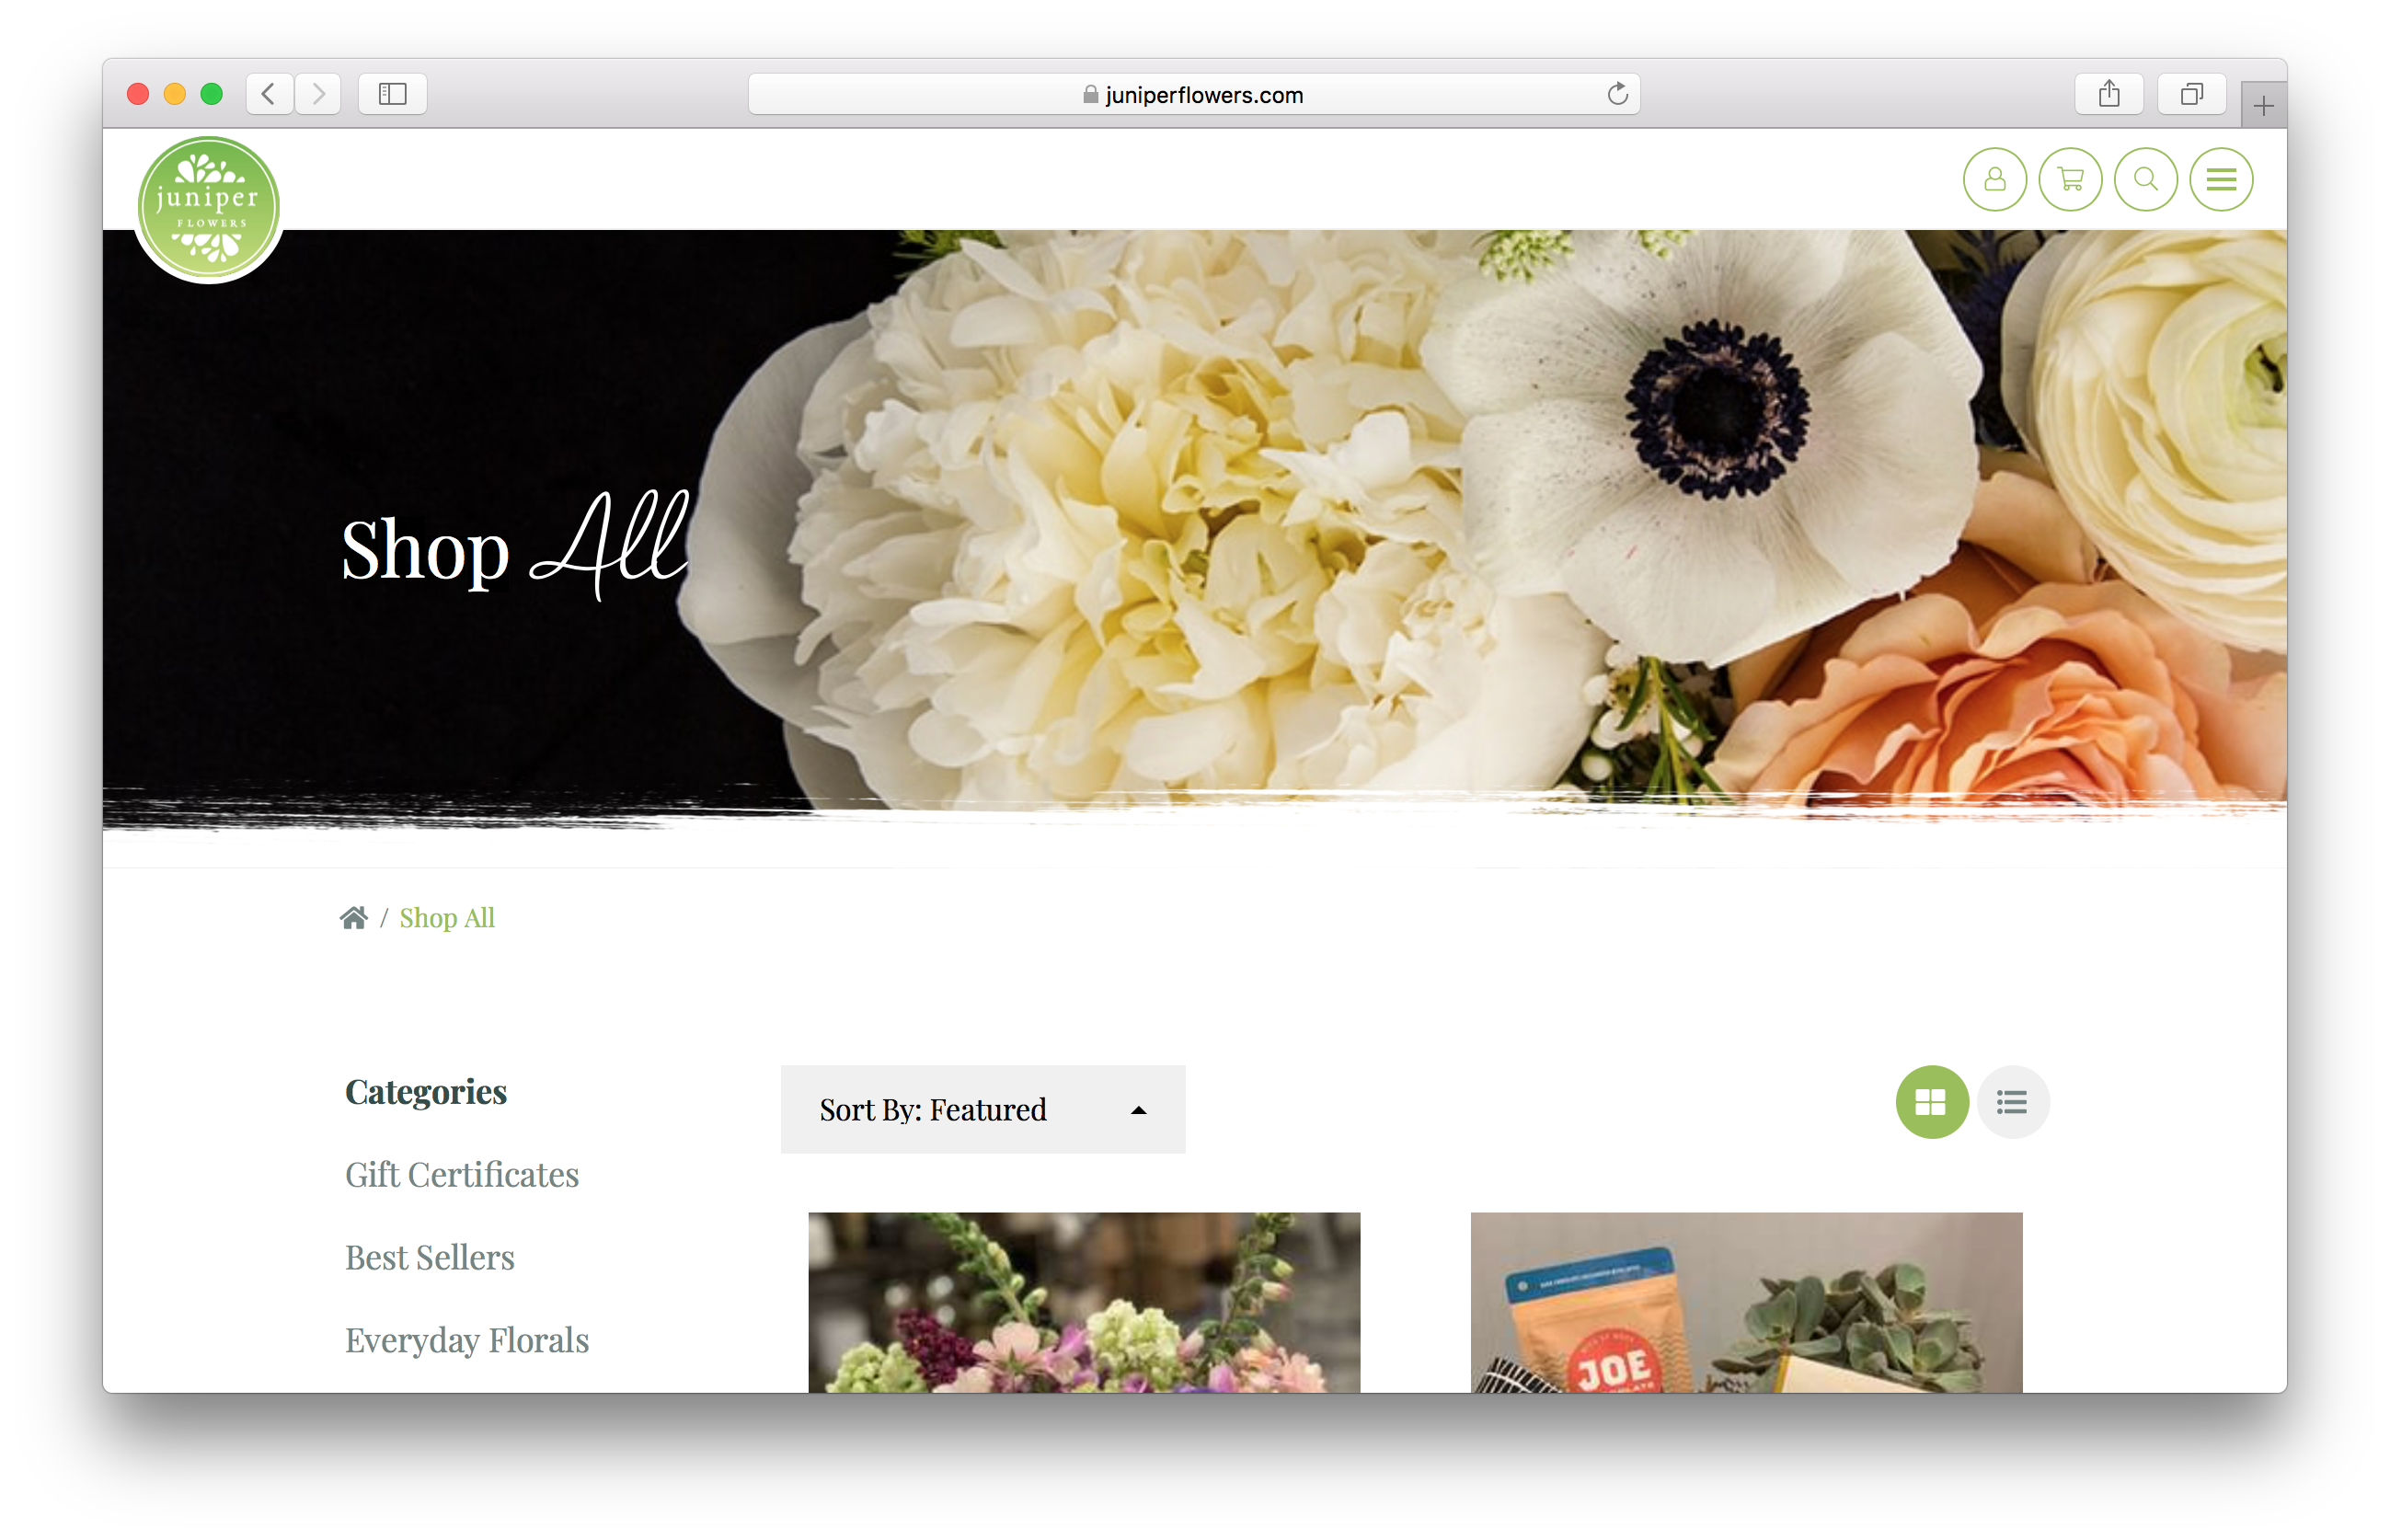 juniperflowers.com
juniper
FLOWERS
Shop All
/ Shop All
Categories
Sort By: Featured
Gift Certificates
Best Sellers
Everyday Florals
JOE